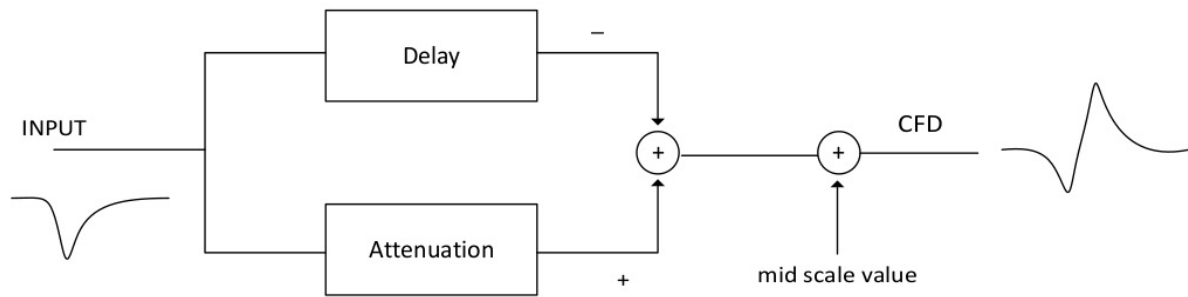 Delay
–
INPUT
+
+
CFD
Attenuation
+
mid scale value